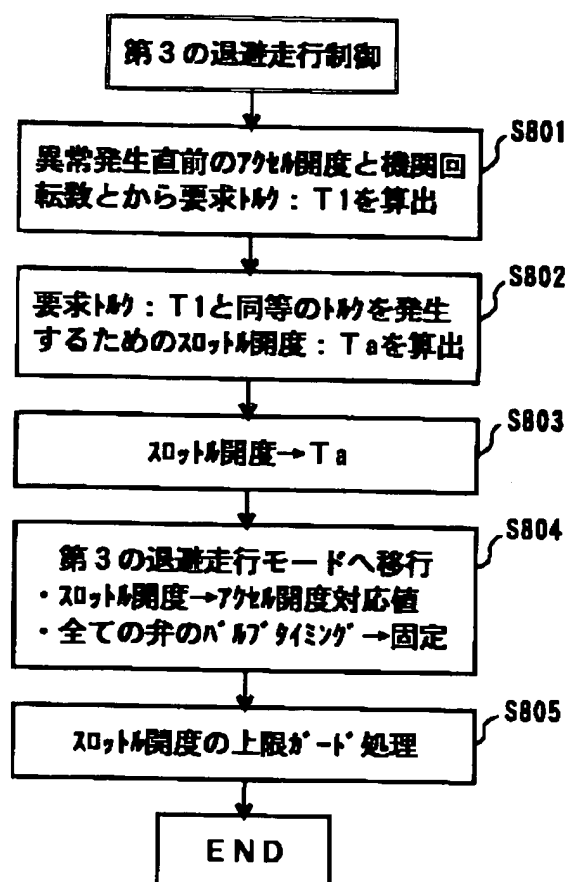 第3の退避走行制御
S801
異常発生直前のｱｸｾﾙ開度と機関回
転数とから要求ﾄﾙｸ：T1を算出
S802
要求ﾄﾙｸ：T1と同等のﾄﾙｸを発生
するためのｽﾛｯﾄﾙ開度：Taを算出
S803
ｽﾛｯﾄﾙ開度→Ta
S804
第3の退避走行モードへ移行
・ｽﾛｯﾄﾙ開度→ｱｸｾﾙ開度対応値
・全ての弁のﾊﾞﾙﾌﾞﾀｲﾐﾝｸﾞ→固定
S805
ｽﾛｯﾄﾙ開度の上限ｶﾞｰﾄﾞ処理
END